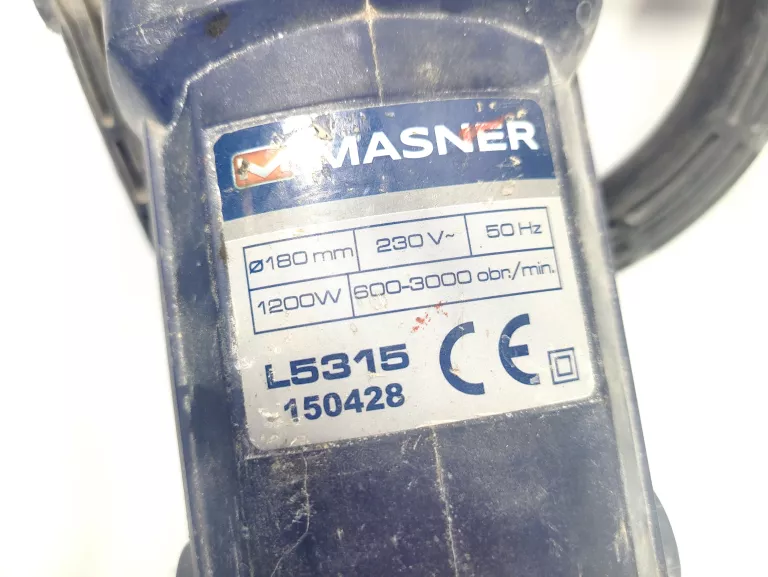 MASNER
ø180 mm 230 V~ 50 Hz
1200W 600-3000 obr./min.
L5315 CE
150428